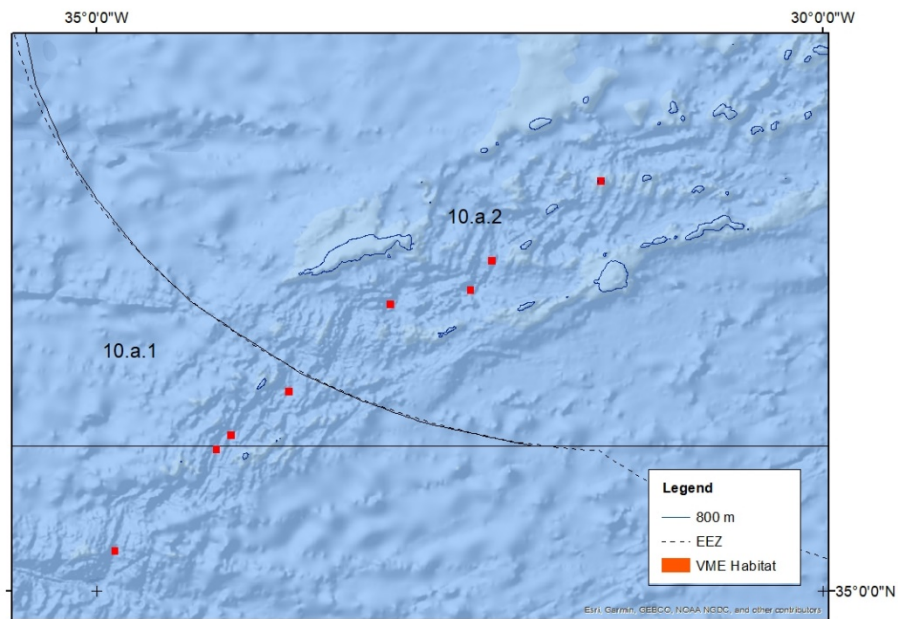 35°0'0"W
30°0'0"W
10.a.2
10.a.1
Legend
800 m
EEZ
VME Habitat
35°0'0"N
Esri, Garmin, GEBCO, NOAA NGDC, and other contributors